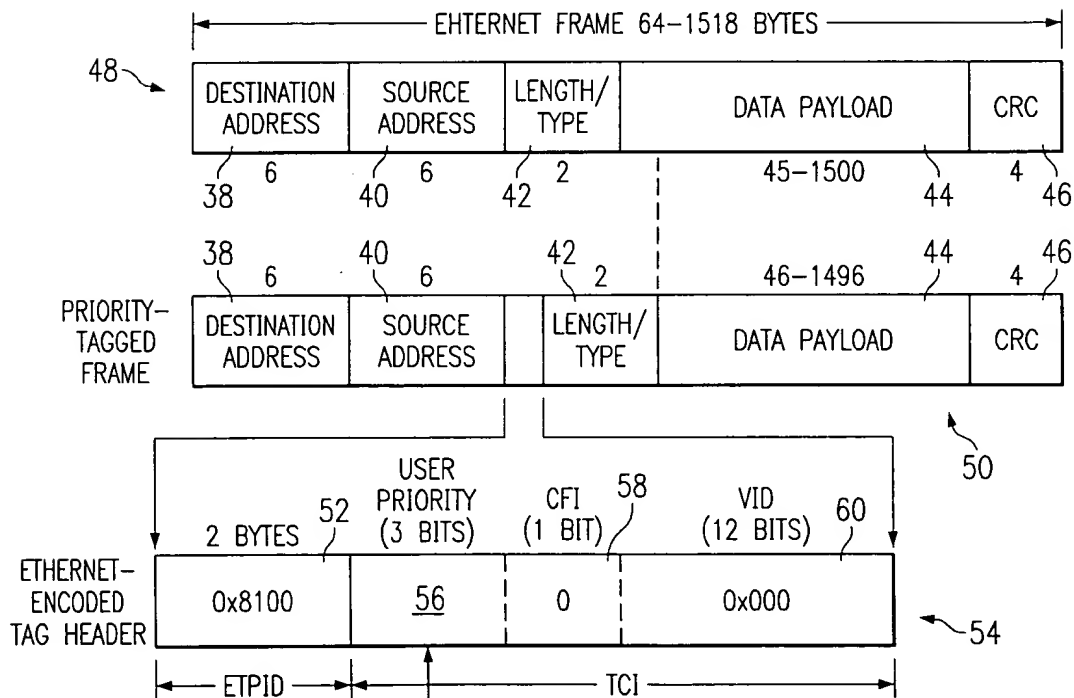 EHTERNET FRAME 64-1518 BYTES
48
DESTINATION ADDRESS
SOURCE ADDRESS
LENGTH/ TYPE
DATA PAYLOAD
CRC
6
6
2
45-1500
4
38
40
42
44
46
38
40
42
44
46
6
6
2
46-1496
4
PRIORITY-
TAGGED
FRAME
DESTINATION ADDRESS
SOURCE ADDRESS
LENGTH/ TYPE
DATA PAYLOAD
CRC
50
2 BYTES
52
USER
PRIORITY
(3 BITS)
CFI
(1 BIT)
58
VID
(12 BITS)
60
ETHERNET-
ENCODED
TAG HEADER
0x8100
56
0
0x000
54
ETPID
TCI